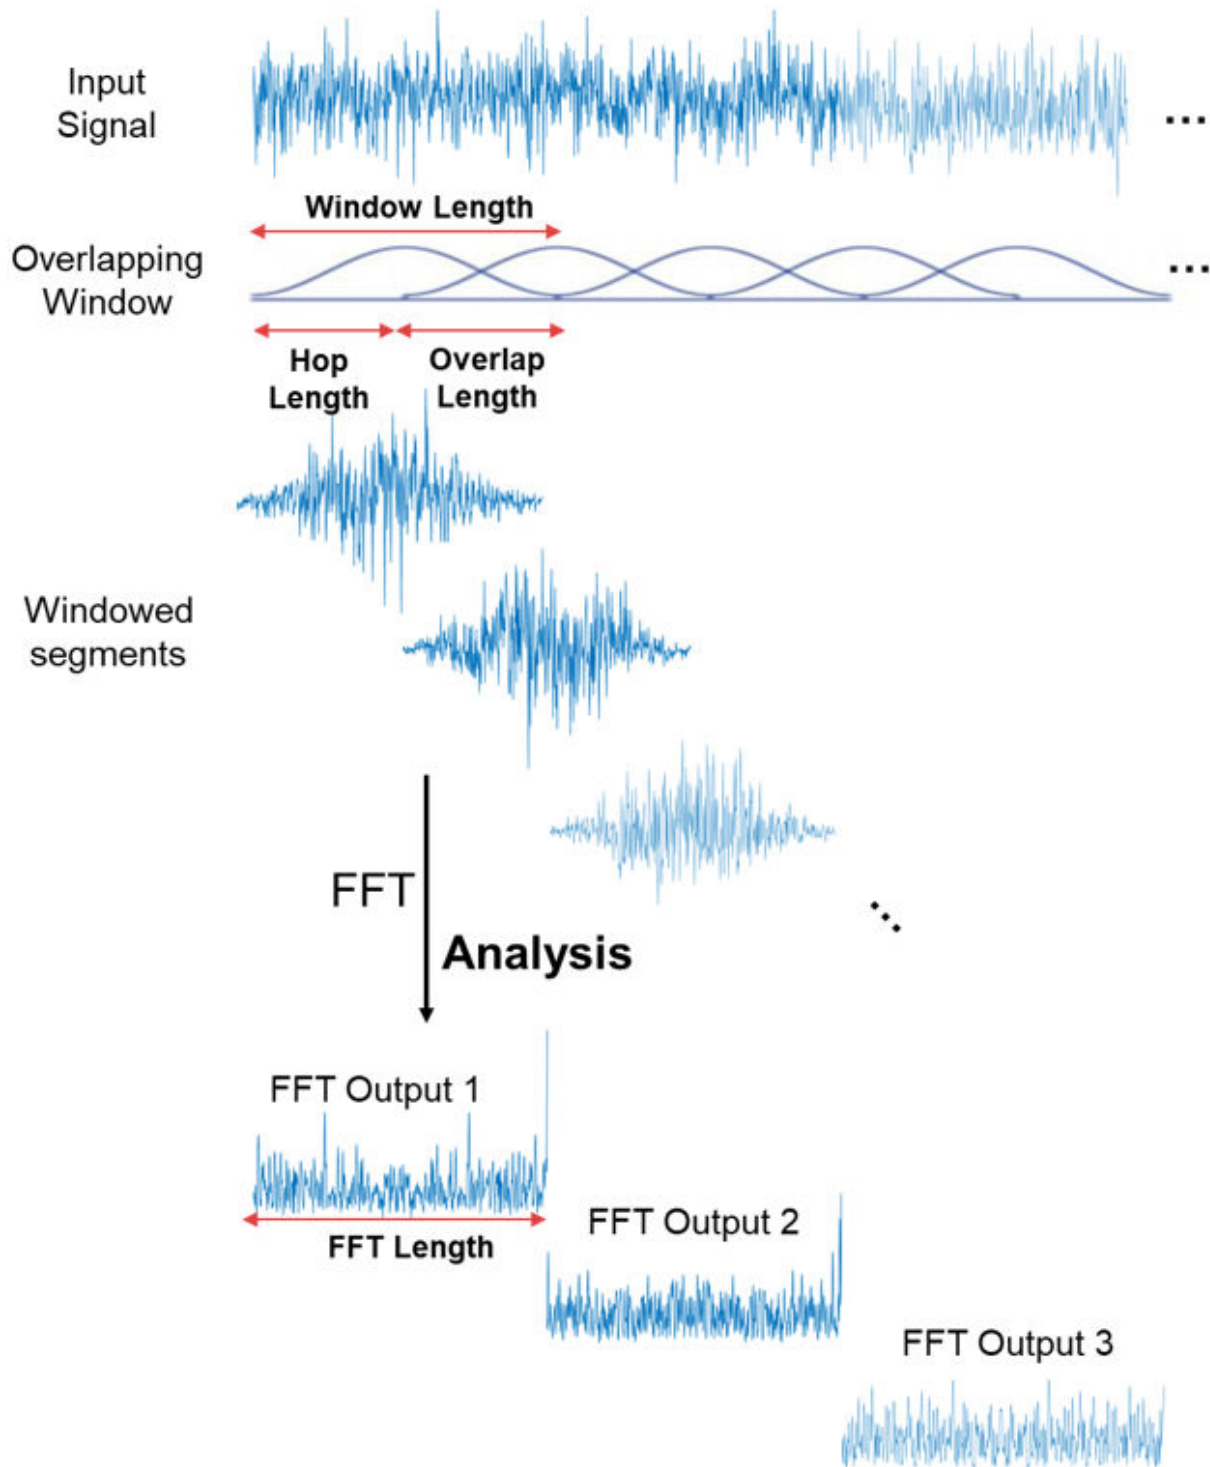 Input
Signal
...
Window Length
Overlapping
Window
...
Hop
Length
Overlap
Length
Windowed
segments
...
FFT
Analysis
FFT Output 1
FFT Length
FFT Output 2
FFT Output 3